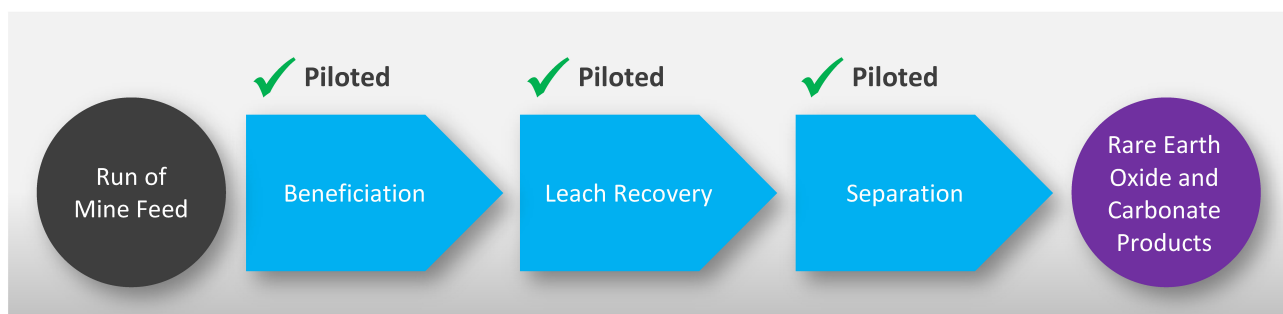 Piloted
Piloted
Piloted
Run of
Mine Feed
Beneficiation
Leach Recovery
Separation
Rare Earth
Oxide and
Carbonate
Products